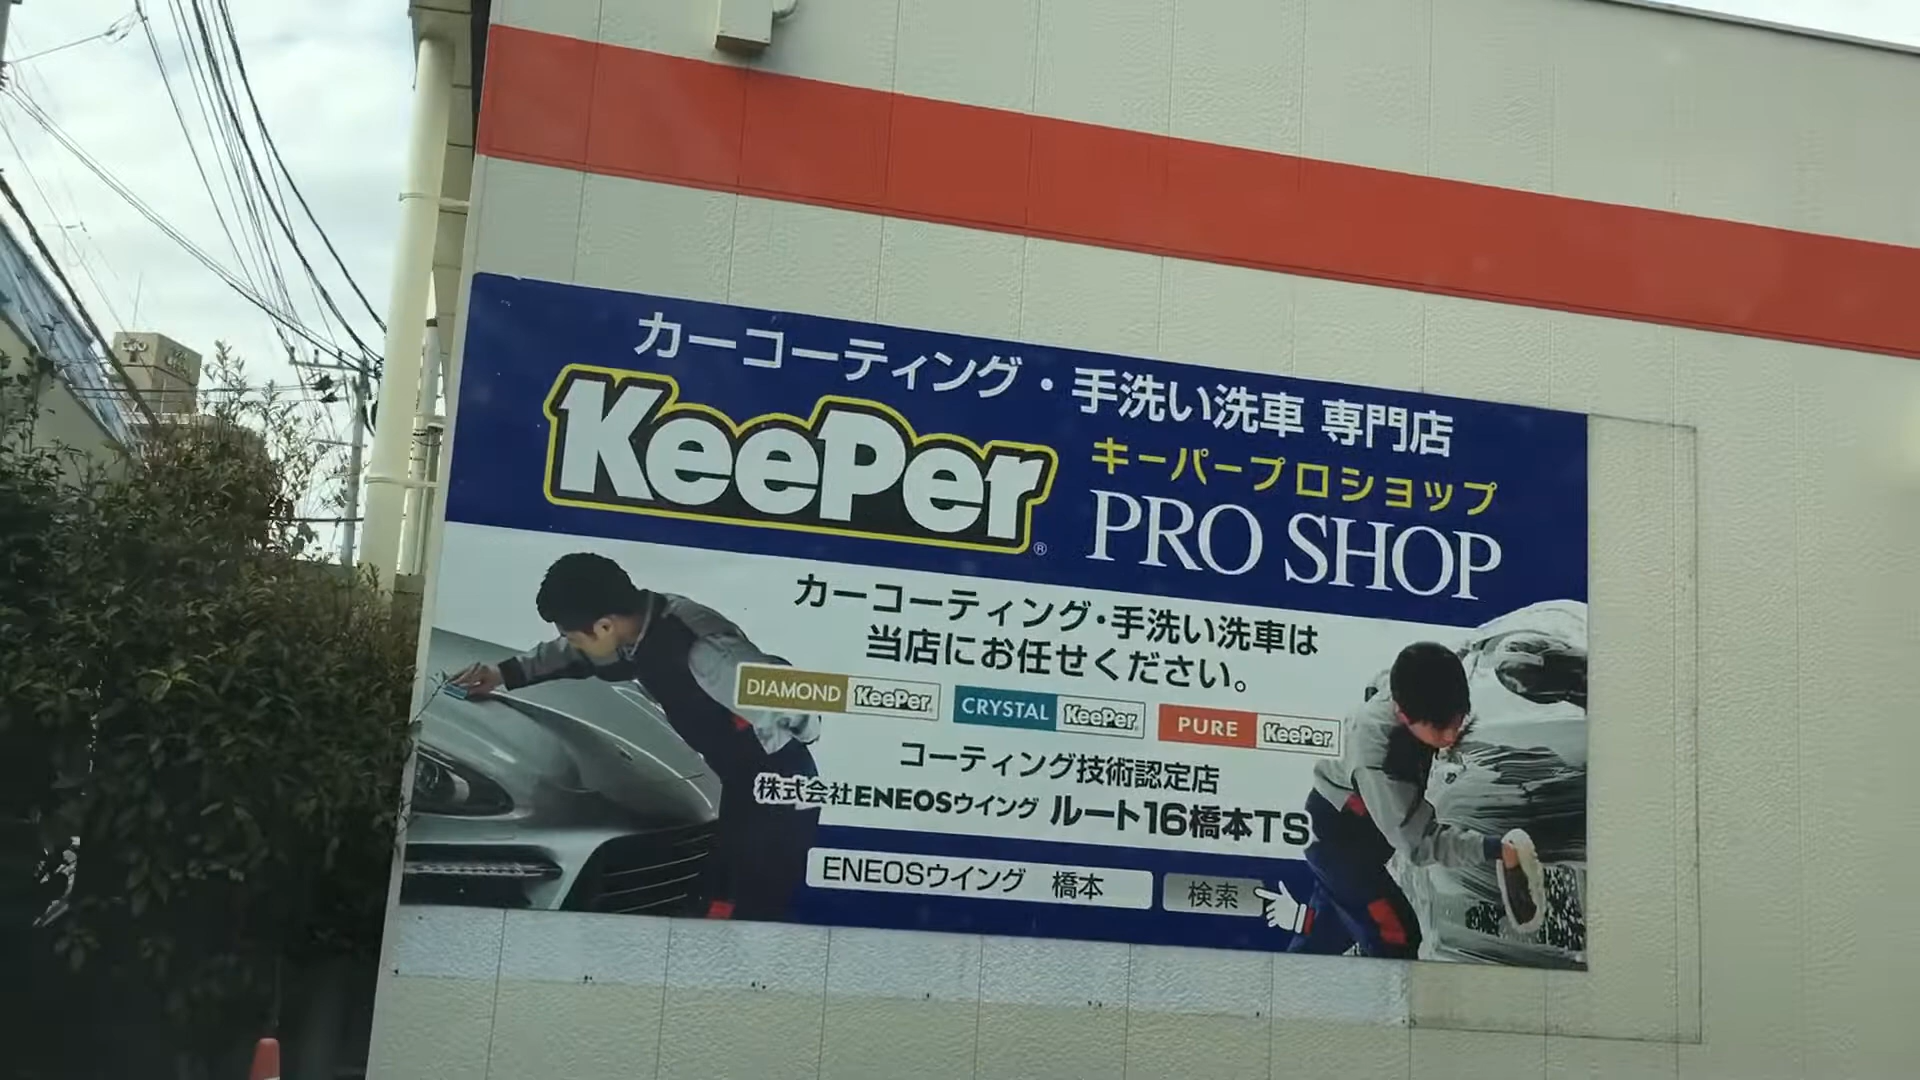 カーコーティング・手洗い洗車 専門店
KeePer®
キーパープロショップ
PRO SHOP
カーコーティング・手洗い洗車は
当店にお任せください。
DIAMOND KeePer CRYSTAL KeePer PURE KeePer
コーティング技術認定店
株式会社ENEOSウイング ルート16橋本TS
ENEOSウイング 橋本 検索